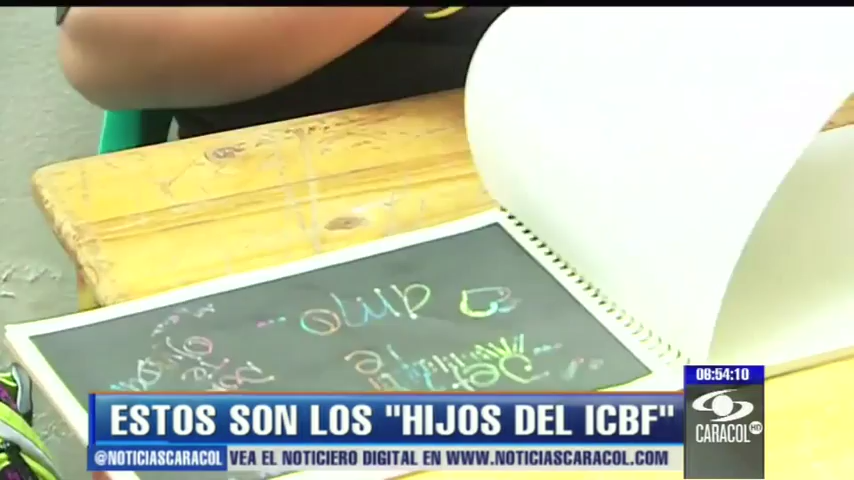 ESTOS SON LOS "HIJOS DEL ICBF"
@NOTICIASCARACOL VEA EL NOTICIERO DIGITAL EN WWW.NOTICIASCARACOL.COM
08:54:10
CARACOL HD